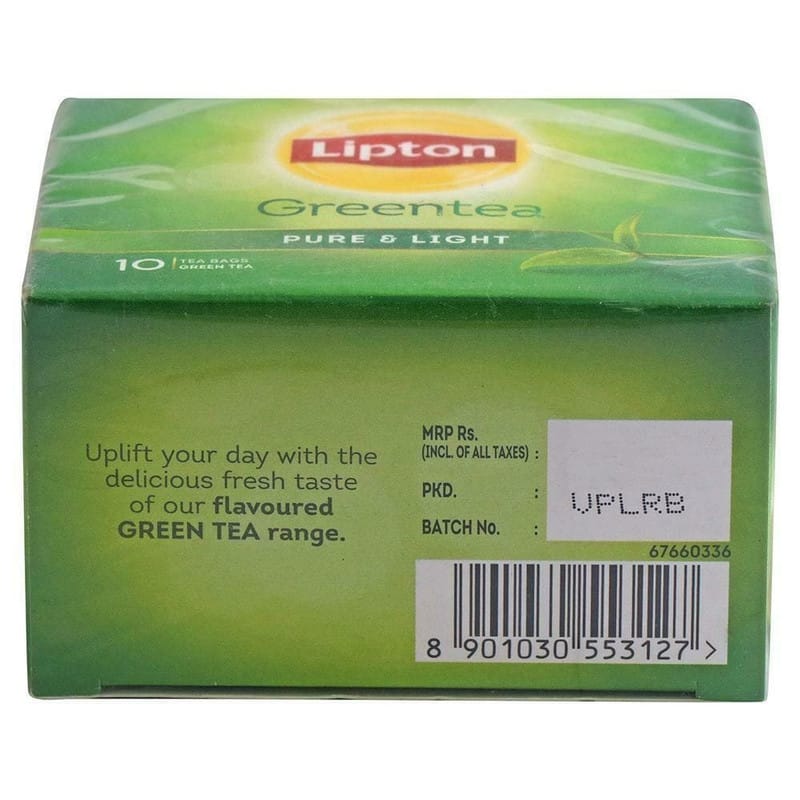 Lipton
Greentea
PURE & LIGHT
10 TEA BAGS
GREEN TEA
Uplift your day with the
delicious fresh taste
of our flavoured
GREEN TEA range.
MRP Rs.
(INCL. OF ALL TAXES) :
PKD. :
UPLRB
BATCH No. :
67660336
8 901030 553127 >